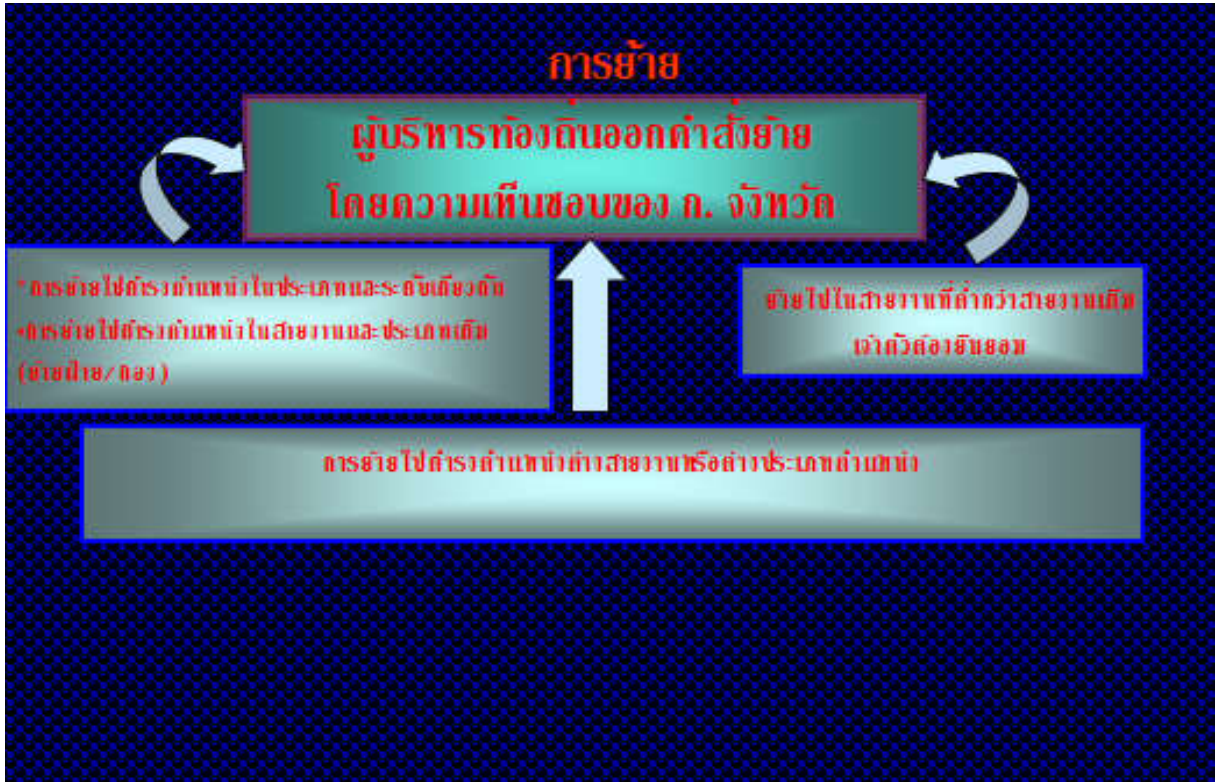 การย้าย
ผู้บริหารท้องถิ่นออกคำสั่งย้าย
โดยความเห็นชอบของ ก. จังหวัด
*การย้ายไปดำรงตำแหน่งในประเภทและระดับเดียวกัน
•การย้ายไปดำรงตำแหน่งในสายงานและประเภทเดิม
(ย้ายฝ่าย/กอง)
ย้ายไปในสายงานที่ต่ำกว่าสายงานเดิม
เจ้าตัวต้องยินยอม
การย้ายไปดำรงตำแหน่งต่างสายงานหรือต่างประเภทตำแหน่ง